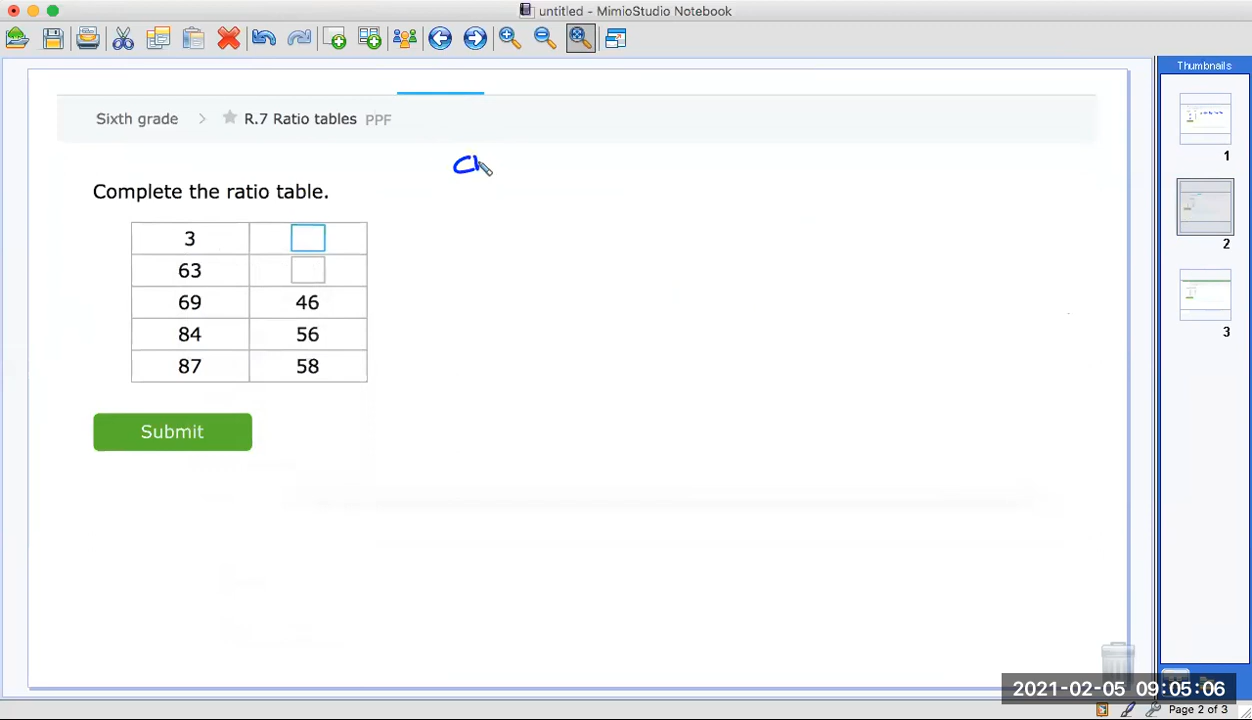 untitled - MimioStudio Notebook
Thumbnails
Sixth grade > R.7 Ratio tables PPF
Complete the ratio table.
3
63
69 46
84 56
87 58
Submit
1
2
3
2021-02-05 09:05:06
Page 2 of 3